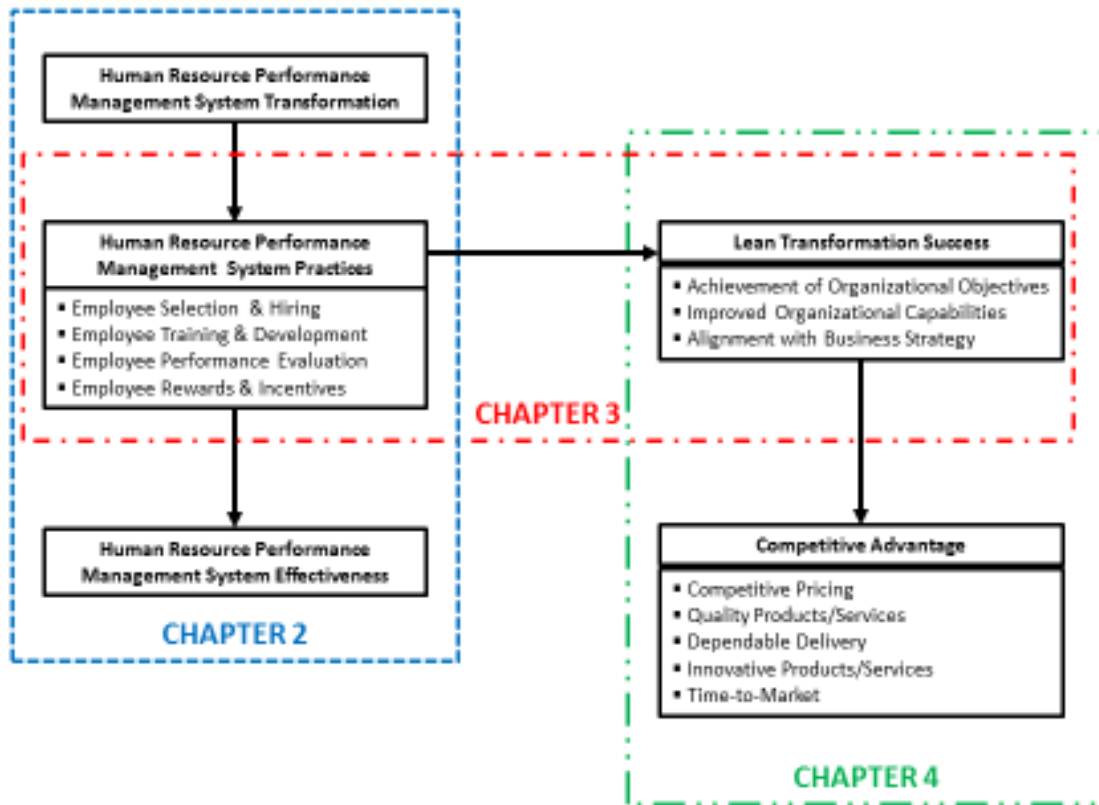 Human Resource Performance
Management System Transformation
Human Resource Performance
Management System Practices
▪ Employee Selection & Hiring
▪ Employee Training & Development
▪ Employee Performance Evaluation
▪ Employee Rewards & Incentives
Lean Transformation Success
▪ Achievement of Organizational Objectives
▪ Improved Organizational Capabilities
▪ Alignment with Business Strategy
CHAPTER 3
Human Resource Performance
Management System Effectiveness
CHAPTER 2
Competitive Advantage
▪ Competitive Pricing
▪ Quality Products/Services
▪ Dependable Delivery
▪ Innovative Products/Services
▪ Time-to-Market
CHAPTER 4